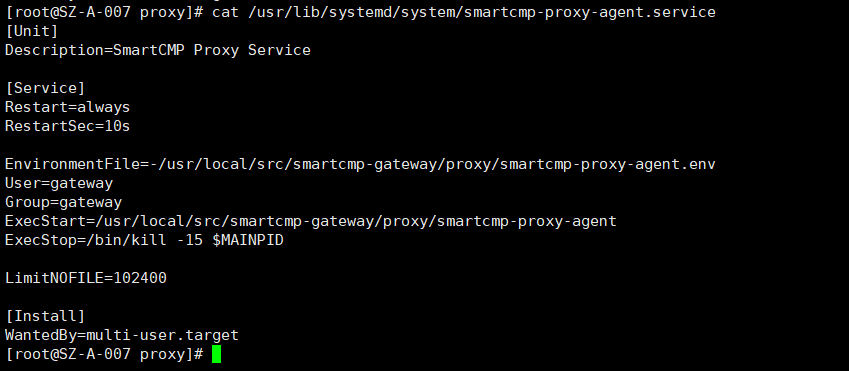 [root@SZ-A-007 proxy]# cat /usr/lib/systemd/system/smartcmp-proxy-agent.service
[Unit]
Description=SmartCMP Proxy Service

[Service]
Restart=always
RestartSec=10s

EnvironmentFile=-/usr/local/src/smartcmp-gateway/proxy/smartcmp-proxy-agent.env
User=gateway
Group=gateway
ExecStart=/usr/local/src/smartcmp-gateway/proxy/smartcmp-proxy-agent
ExecStop=/bin/kill -15 $MAINPID

LimitNOFILE=102400

[Install]
WantedBy=multi-user.target
[root@SZ-A-007 proxy]#